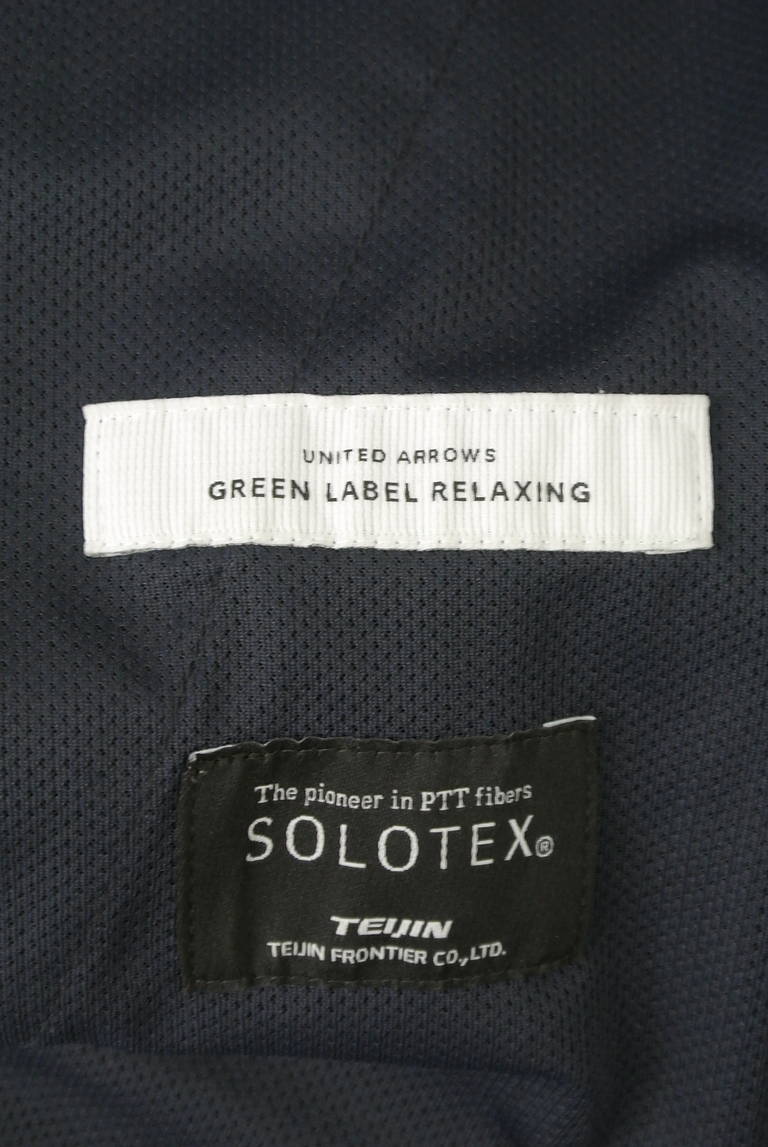 UNITED ARROWS
GREEN LABEL RELAXING
The pioneer in PTT fibers
SOLOTEX®
TEIJIN
TEIJIN FRONTIER CO.,LTD.